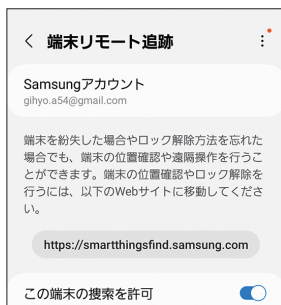 端末リモート追跡
Samsungアカウント
gihyo.a54@gmail.com
端末を紛失した場合やロック解除方法を忘れた
場合でも、端末の位置確認や遠隔操作を行うこ
とができます。端末の位置確認やロック解除を
行うには、以下のWebサイトに移動してくださ
い。
https://smartthingsfind.samsung.com
この端末の捜索を許可